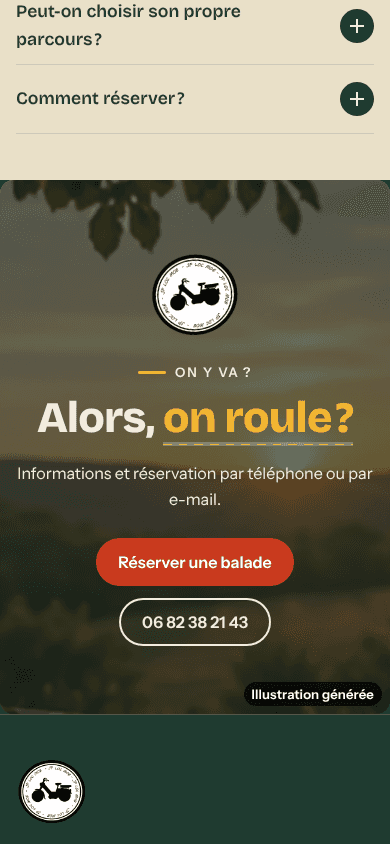 Peut-on choisir son propre
parcours ?
Comment réserver ?
ON Y VA ?
Alors, on roule ?
Informations et réservation par téléphone ou par
e-mail.
Réserver une balade
06 82 38 21 43
Illustration générée